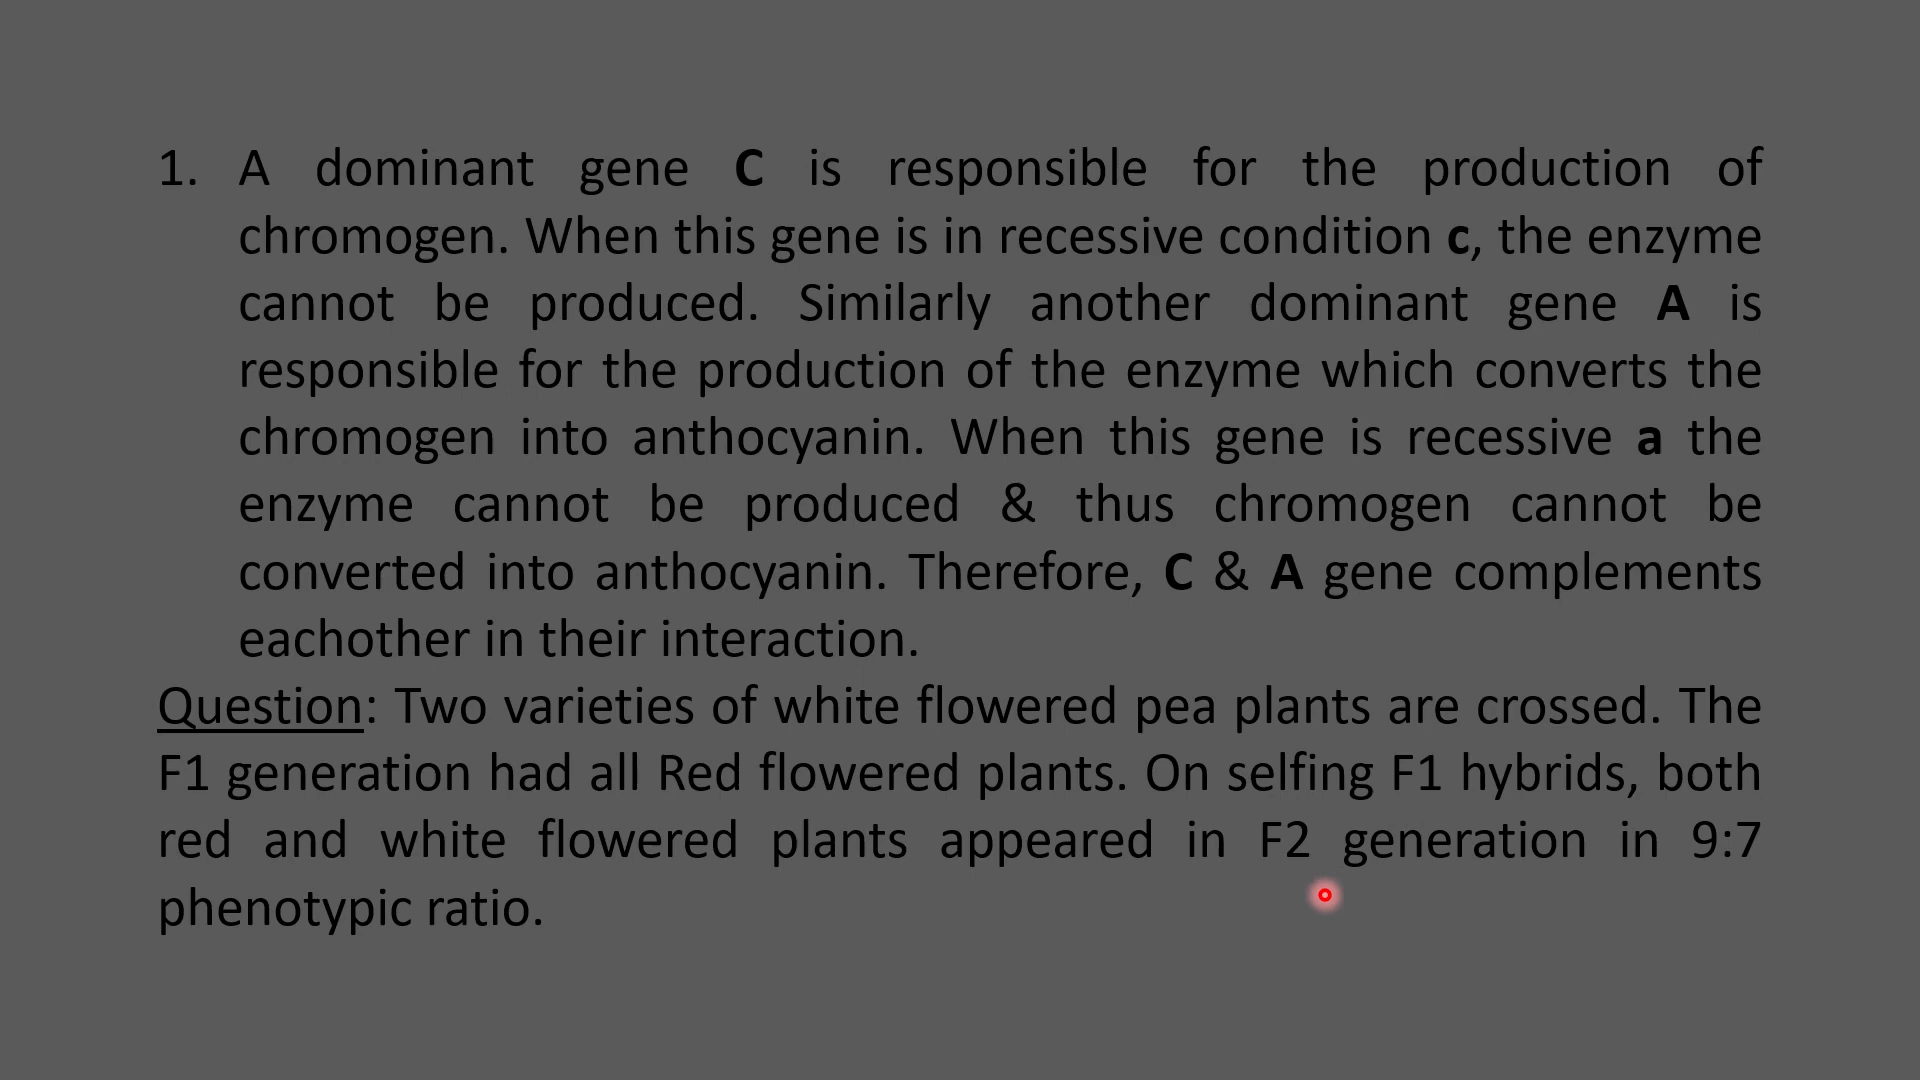 1. A dominant gene C is responsible for the production of
chromogen. When this gene is in recessive condition c, the enzyme
cannot be produced. Similarly another dominant gene A is
responsible for the production of the enzyme which converts the
chromogen into anthocyanin. When this gene is recessive a the
enzyme cannot be produced & thus chromogen cannot be
converted into anthocyanin. Therefore, C & A gene complements
eachother in their interaction.
Question: Two varieties of white flowered pea plants are crossed. The
F1 generation had all Red flowered plants. On selfing F1 hybrids, both
red and white flowered plants appeared in F2 generation in 9:7
phenotypic ratio.